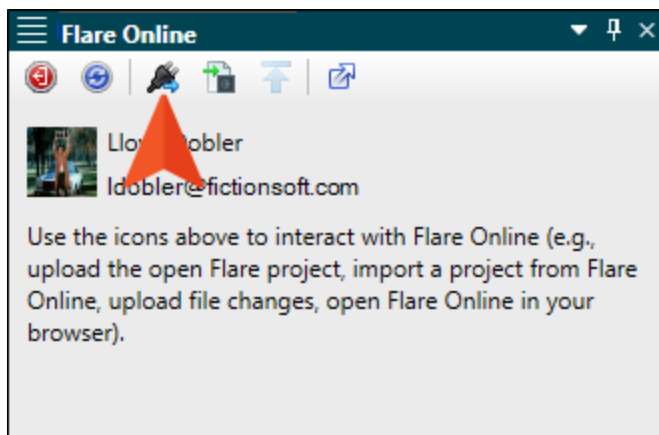 Flare Online
Dobler
ldobler@fictionsoft.com
Use the icons above to interact with Flare Online (e.g.,
upload the open Flare project, import a project from Flare
Online, upload file changes, open Flare Online in your
browser).